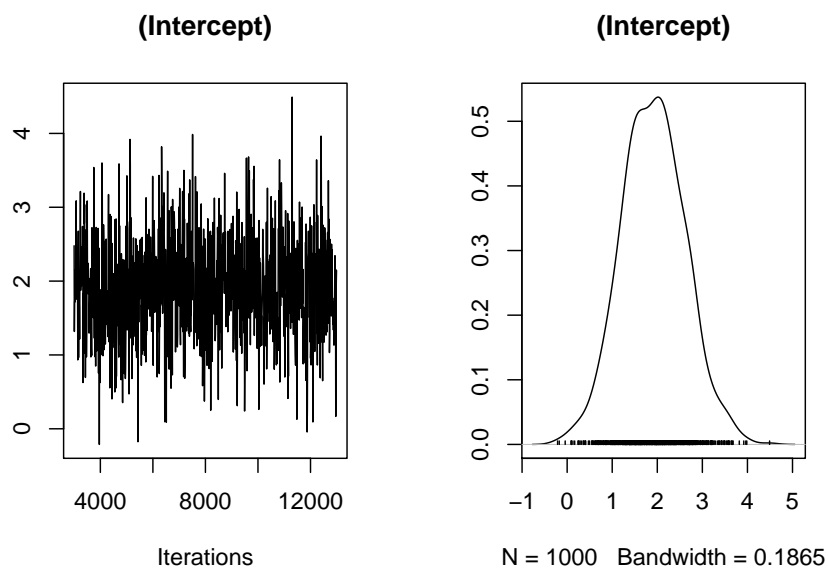 (Intercept)
4
3
2
1
0
4000 8000 12000
Iterations
(Intercept)
0.5
0.4
0.3
0.2
0.1
0.0
−1 0 1 2 3 4 5
N = 1000 Bandwidth = 0.1865